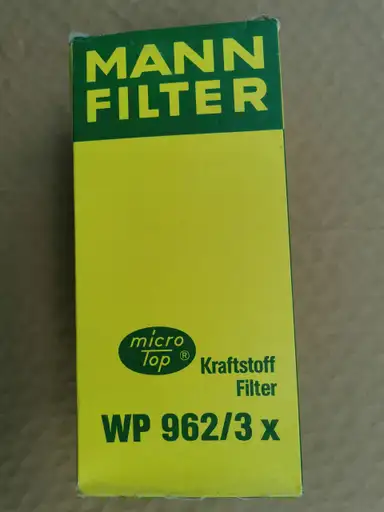 MANN
FILTER
micro
Top ®
Kraftstoff
Filter
WP 962/3 x